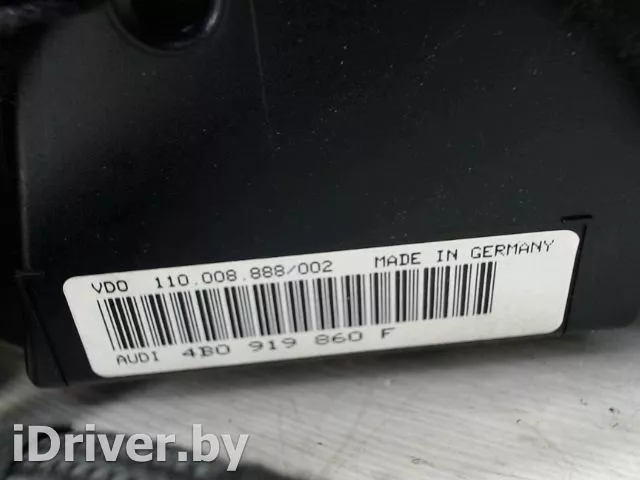 VDO 110.008.888/002 MADE IN GERMANY
AUDI 4B0 919 860 F
iDriver.by